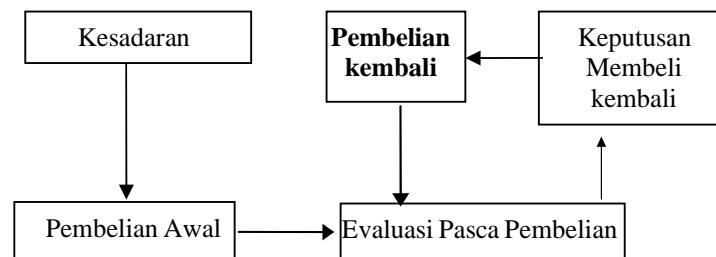 Kesadaran
Pembelian
kembali
Keputusan
Membeli
kembali
Pembelian Awal
Evaluasi Pasca Pembelian